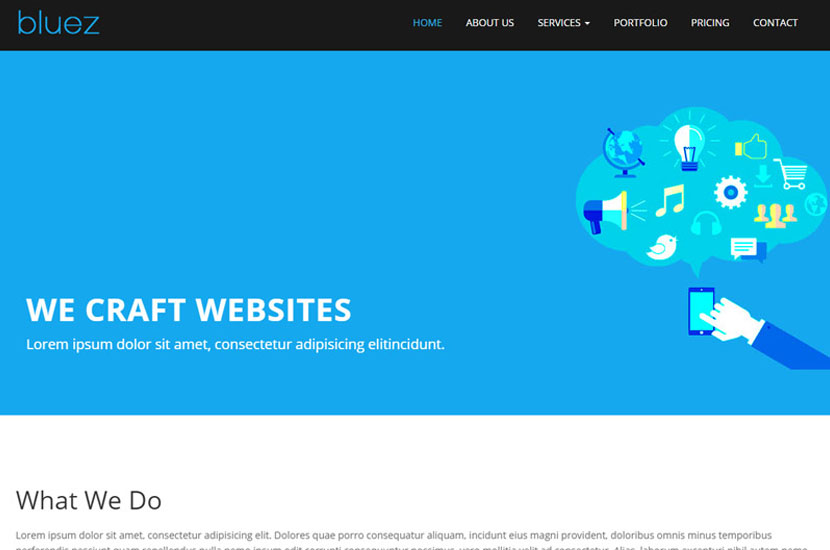 bluez
HOME ABOUT US SERVICES PORTFOLIO PRICING CONTACT
WE CRAFT WEBSITES
Lorem ipsum dolor sit amet, consectetur adipisicing elitincidunt.
What We Do
Lorem ipsum dolor sit amet, consectetur adipisicing elit. Dolores quae porro consequatur aliquam, incidunt eius magni provident, doloribus omnis minus temporibus